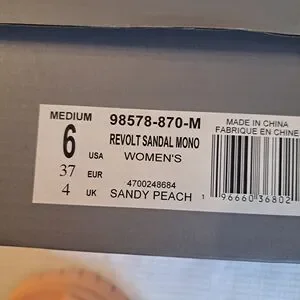 MEDIUM
6 USA
37 EUR
4 UK
98578-870-M
REVOLT SANDAL MONO
WOMEN'S
4700248684
SANDY PEACH
MADE IN CHINA
FABRIQUE EN CHINE
1 96660 36802